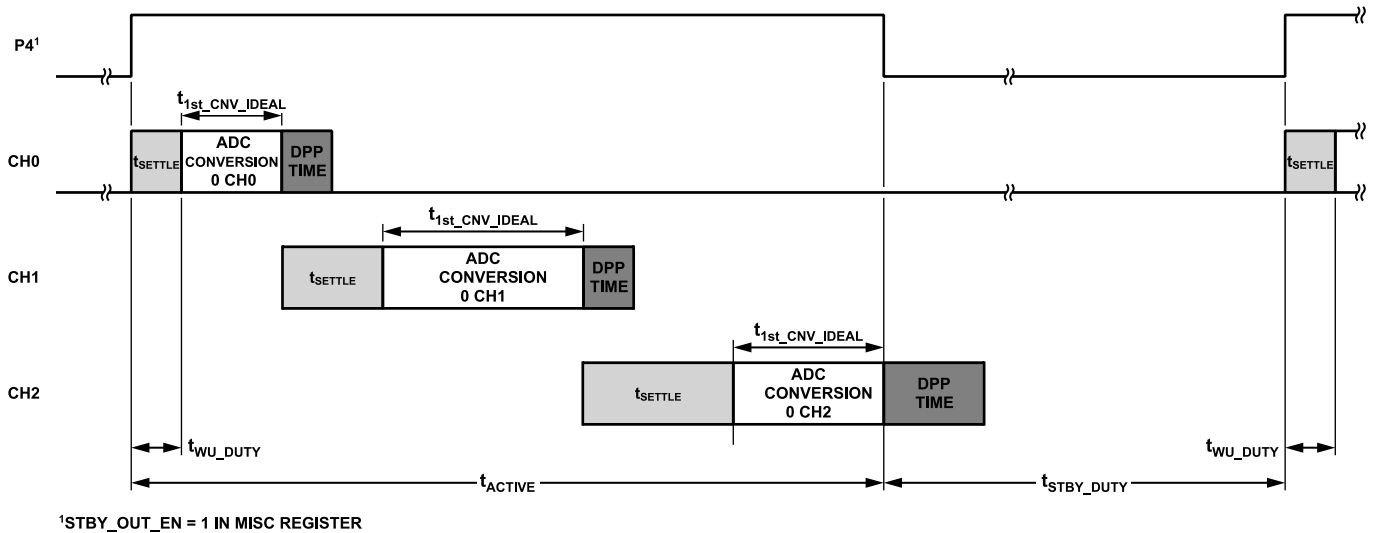 P4¹
t1st_CNV_IDEAL
CH0
tSETTLE
ADC
CONVERSION
0 CH0
DPP
TIME
tSETTLE
t1st_CNV_IDEAL
CH1
tSETTLE
ADC
CONVERSION
0 CH1
DPP
TIME
t1st_CNV_IDEAL
CH2
tSETTLE
ADC
CONVERSION
0 CH2
DPP
TIME
tWU_DUTY
tWU_DUTY
tACTIVE
tSTBY_DUTY
¹STBY_OUT_EN = 1 IN MISC REGISTER